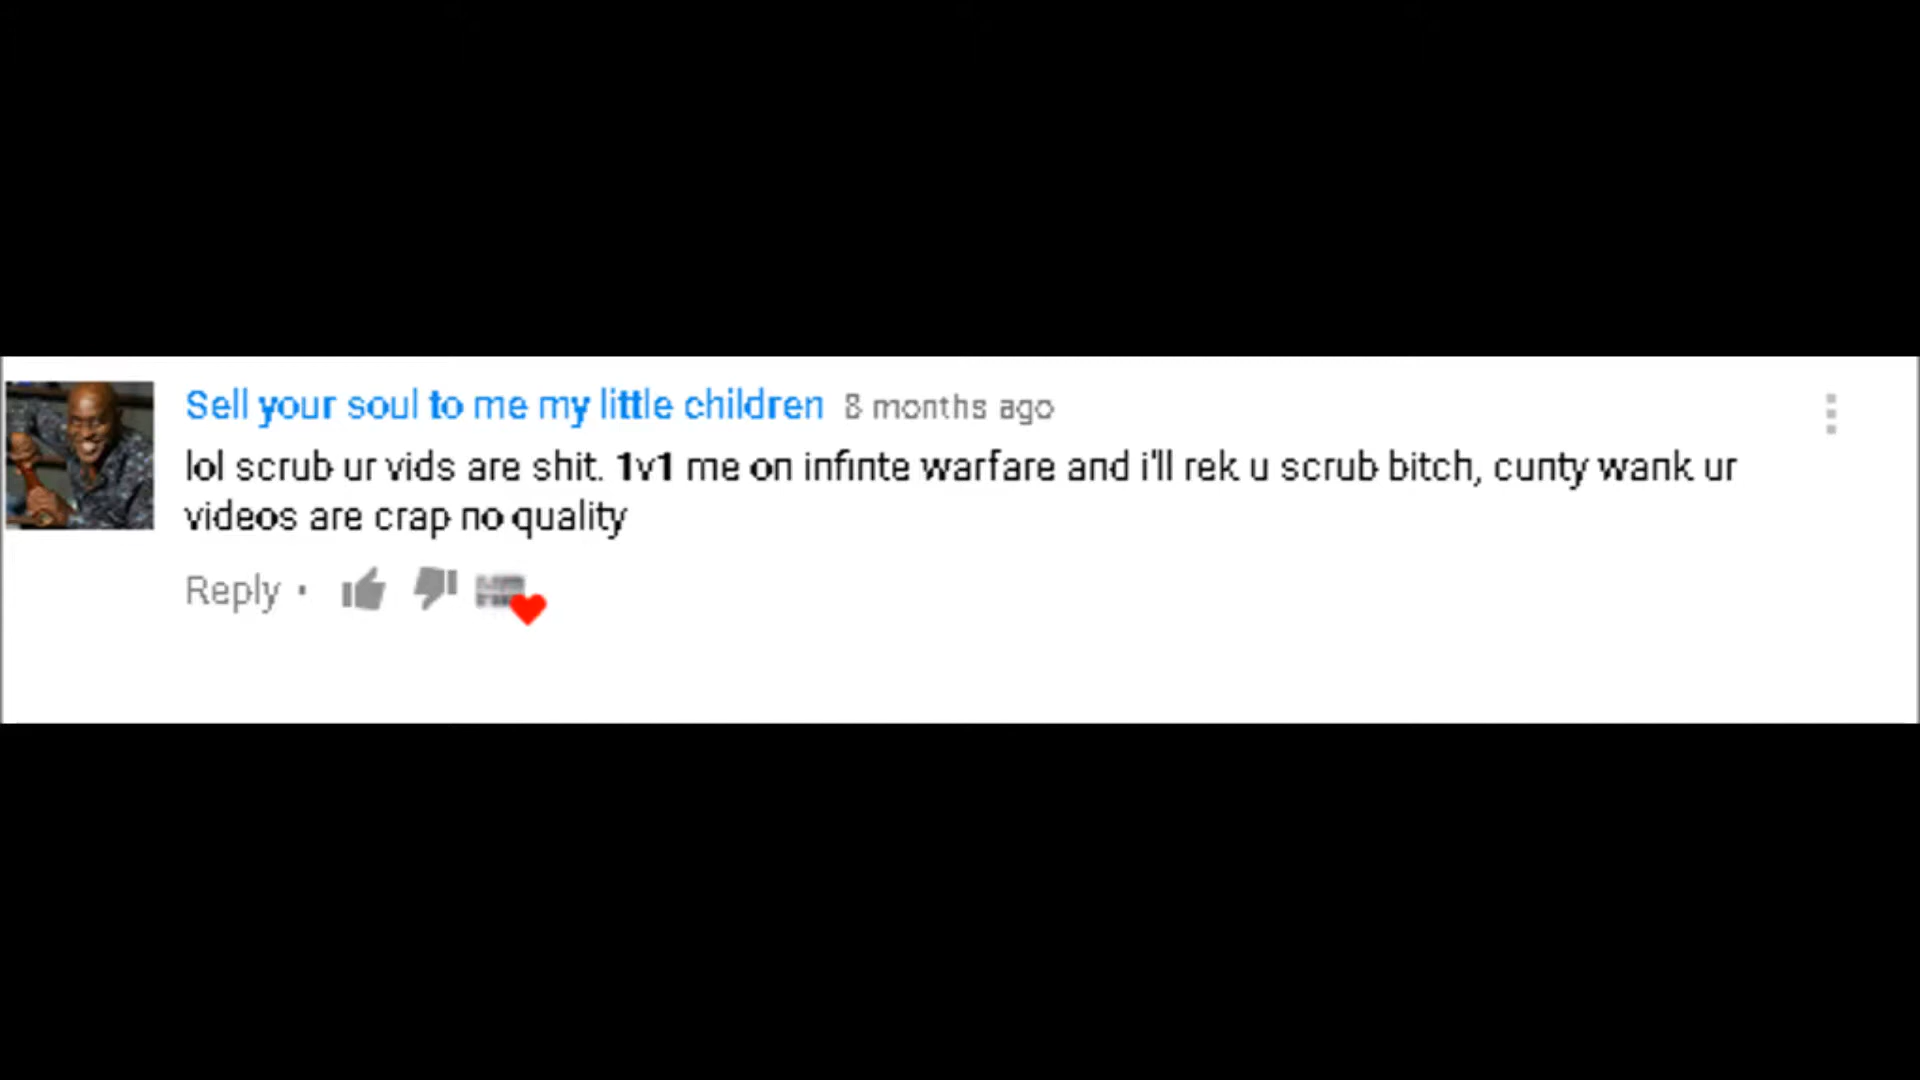 Sell your soul to me my little children 8 months ago
lol scrub ur vids are shit. 1v1 me on infinte warfare and i'll rek u scrub bitch, cunty wank ur
videos are crap no quality
Reply •